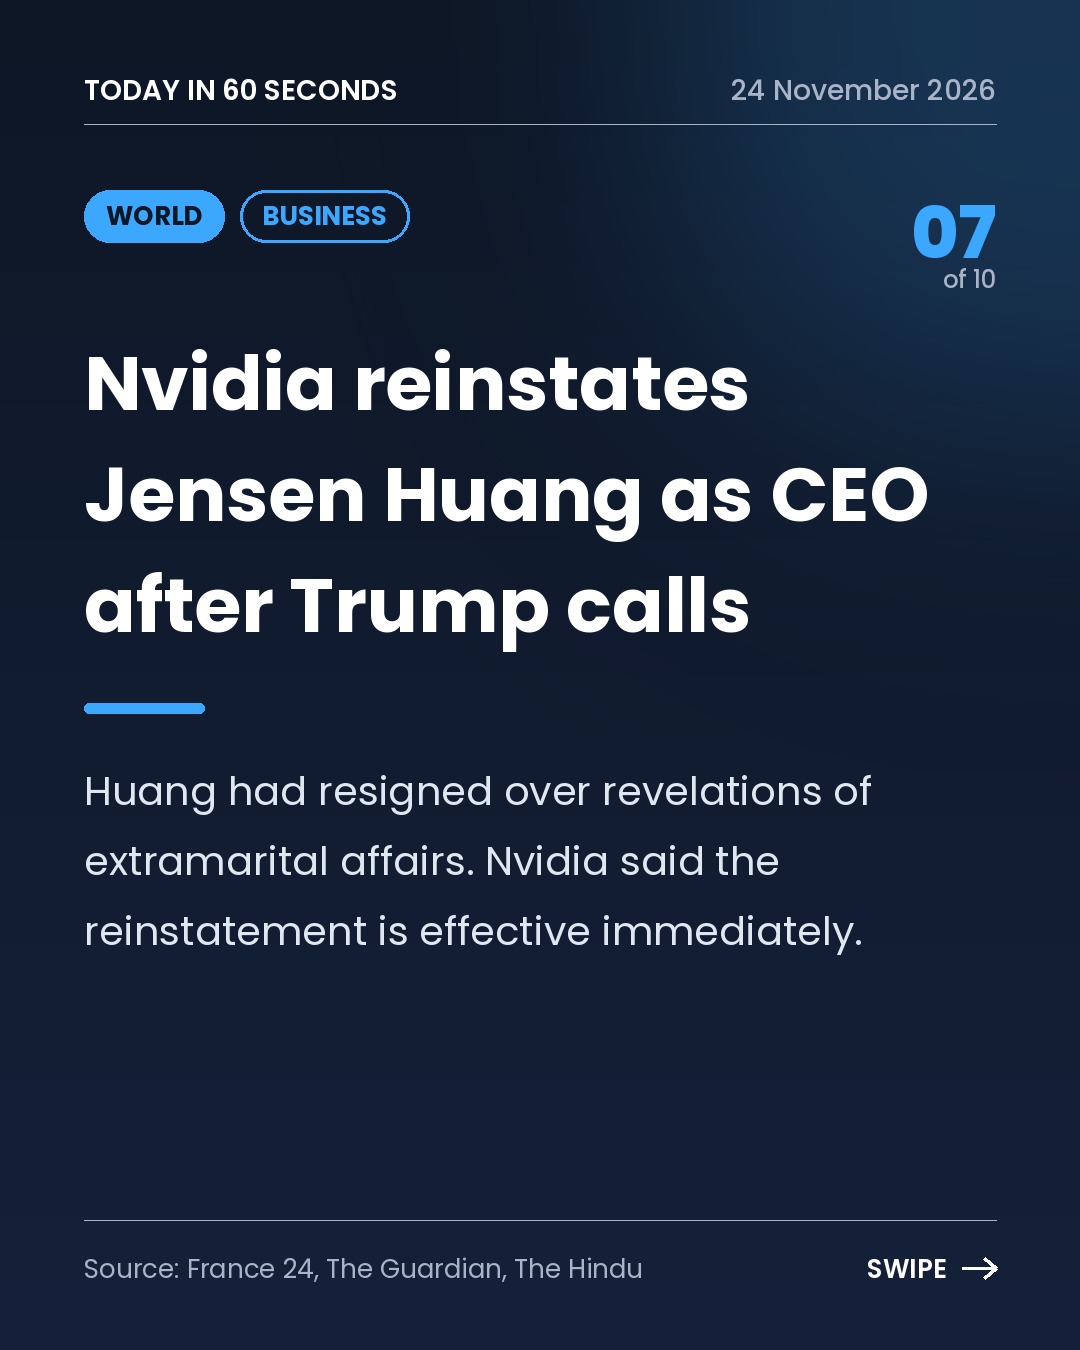 TODAY IN 60 SECONDS
24 November 2026
WORLD
BUSINESS
07
of 10
Nvidia reinstates
Jensen Huang as CEO
after Trump calls
Huang had resigned over revelations of
extramarital affairs. Nvidia said the
reinstatement is effective immediately.
Source: France 24, The Guardian, The Hindu
SWIPE →